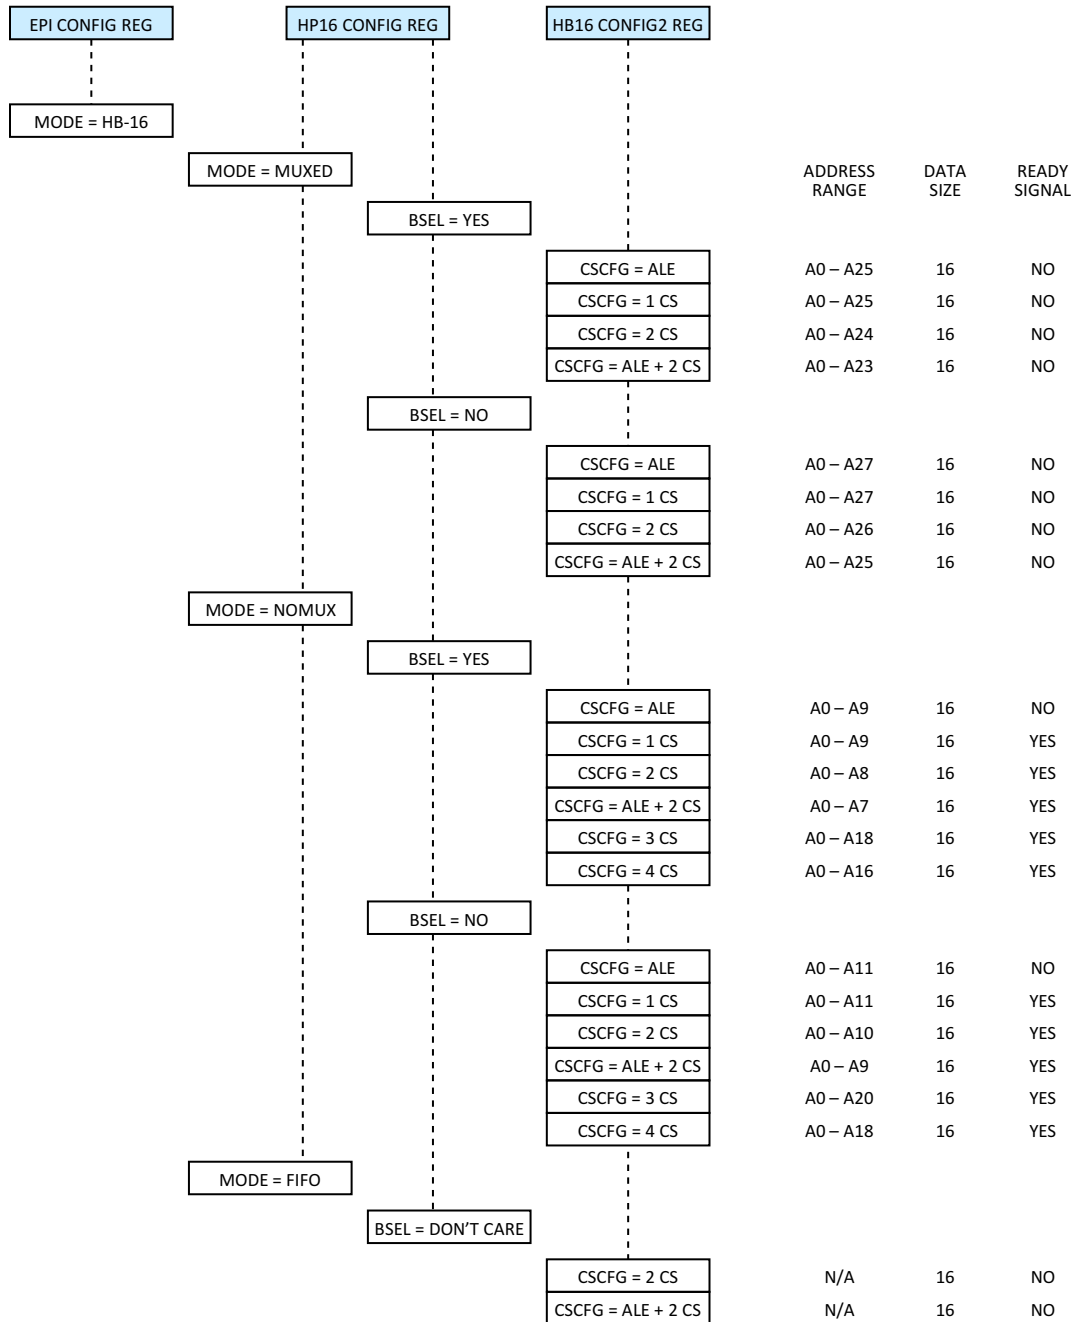 EPI CONFIG REG HP16 CONFIG REG HB16 CONFIG2 REG
MODE = HB-16
MODE = MUXED
ADDRESS RANGE DATA SIZE READY SIGNAL
BSEL = YES
CSCFG = ALE A0 – A25 16 NO
CSCFG = 1 CS A0 – A25 16 NO
CSCFG = 2 CS A0 – A24 16 NO
CSCFG = ALE + 2 CS A0 – A23 16 NO
BSEL = NO
CSCFG = ALE A0 – A27 16 NO
CSCFG = 1 CS A0 – A27 16 NO
CSCFG = 2 CS A0 – A26 16 NO
CSCFG = ALE + 2 CS A0 – A25 16 NO
MODE = NOMUX
BSEL = YES
CSCFG = ALE A0 – A9 16 NO
CSCFG = 1 CS A0 – A9 16 YES
CSCFG = 2 CS A0 – A8 16 YES
CSCFG = ALE + 2 CS A0 – A7 16 YES
CSCFG = 3 CS A0 – A18 16 YES
CSCFG = 4 CS A0 – A16 16 YES
BSEL = NO
CSCFG = ALE A0 – A11 16 NO
CSCFG = 1 CS A0 – A11 16 YES
CSCFG = 2 CS A0 – A10 16 YES
CSCFG = ALE + 2 CS A0 – A9 16 YES
CSCFG = 3 CS A0 – A20 16 YES
CSCFG = 4 CS A0 – A18 16 YES
MODE = FIFO
BSEL = DON’T CARE
CSCFG = 2 CS N/A 16 NO
CSCFG = ALE + 2 CS N/A 16 NO